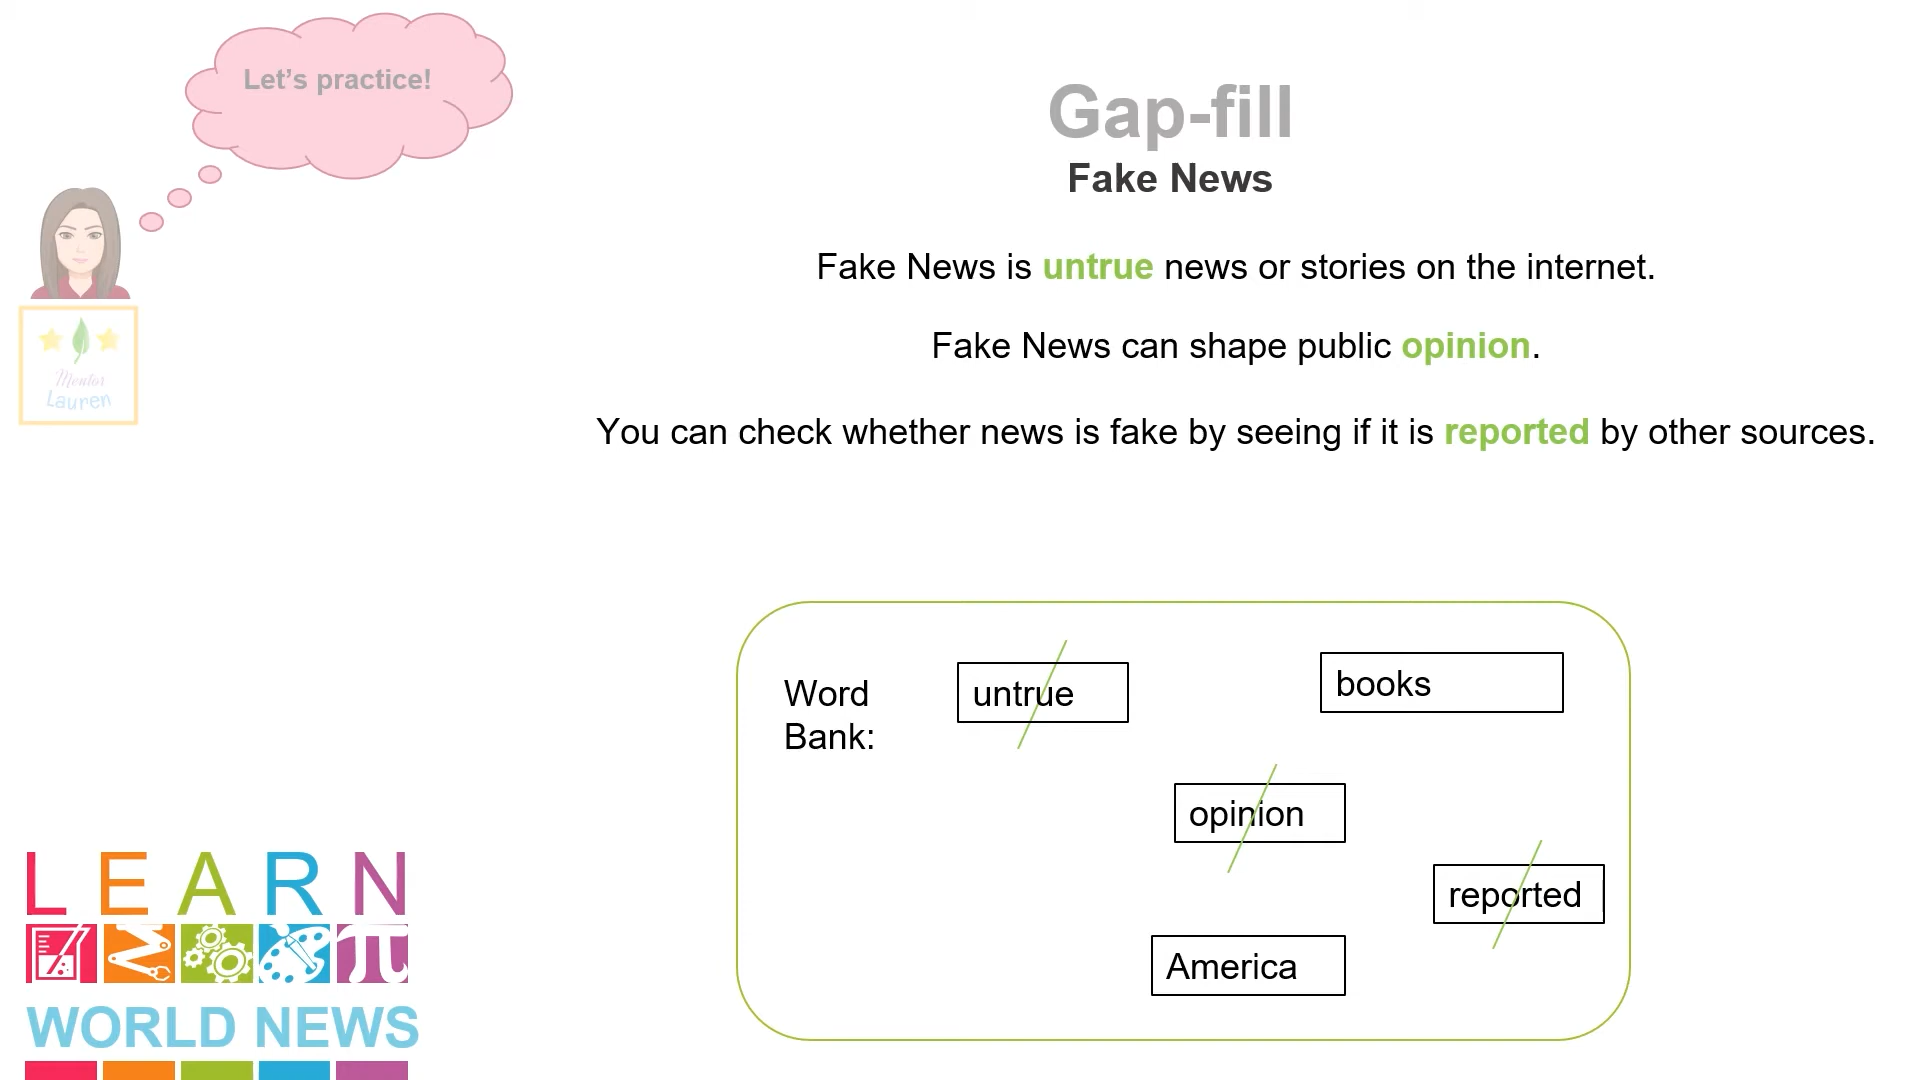 Let’s practice!
Gap-fill
Fake News
Fake News is untrue news or stories on the internet.
Fake News can shape public opinion.
You can check whether news is fake by seeing if it is reported by other sources.
Mentor
Lauren
Word
Bank:
untrue
books
opinion
reported
America
LEARN
WORLD NEWS